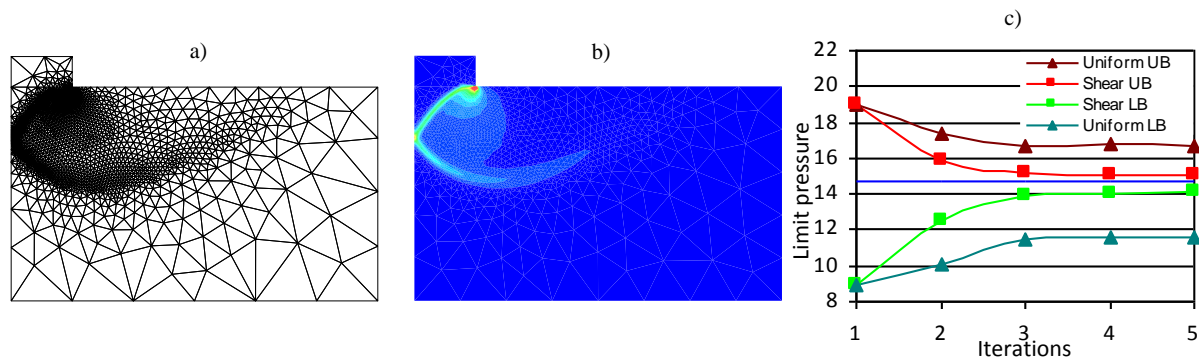 a)
b)
c)
Limit pressure
22
20
18
16
14
12
10
8
Uniform UB
Shear UB
Shear LB
Uniform LB
1 2 3 4 5
Iterations